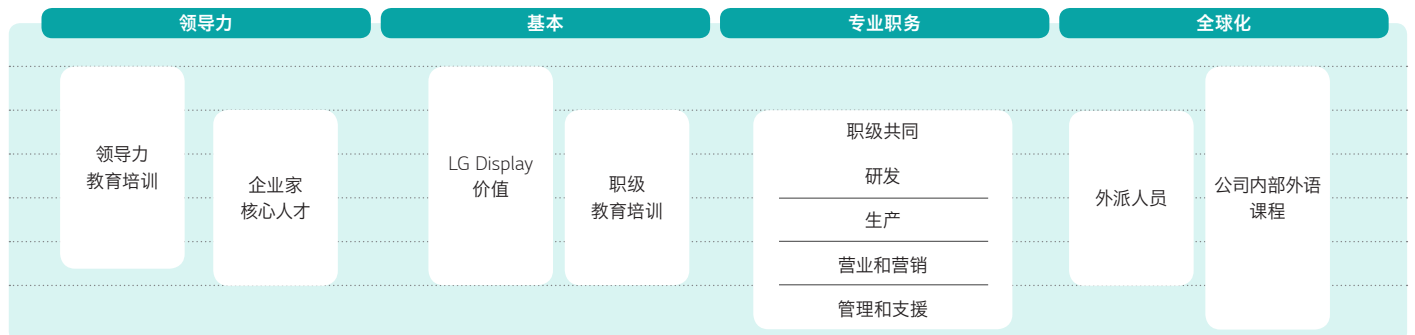 领导力
基本
专业职务
全球化
领导力
教育培训
企业家
核心人才
LG Display
价值
职级
教育培训
职级共同
研发
生产
营业和营销
管理和支援
外派人员
公司内部外语
课程